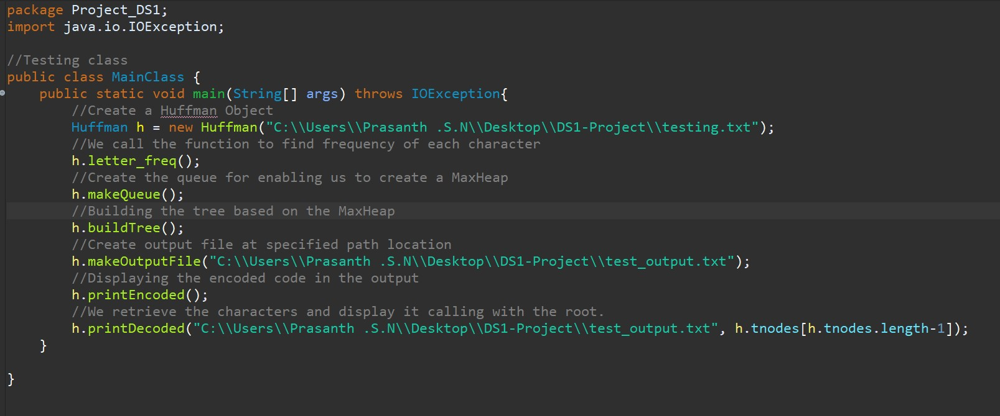 package Project_DS1;
import java.io.IOException;
//Testing class
public class MainClass {
public static void main(String[] args) throws IOException{
//Create a Huffman Object
Huffman h = new Huffman("C:\\Users\\Prasanth .S.N\\Desktop\\DS1-Project\\testing.txt");
//We call the function to find frequency of each character
h.letter_freq();
//Create the queue for enabling us to create a MaxHeap
h.makeQueue();
//Building the tree based on the MaxHeap
h.buildTree();
//Create output file at specified path location
h.makeOutputFile("C:\\Users\\Prasanth .S.N\\Desktop\\DS1-Project\\test_output.txt");
//Displaying the encoded code in the output
h.printEncoded();
//We retrieve the characters and display it calling with the root.
h.printDecoded("C:\\Users\\Prasanth .S.N\\Desktop\\DS1-Project\\test_output.txt", h.tnodes[h.tnodes.length-1]);
}
}